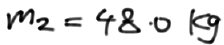 m₂ = 48.0 kg